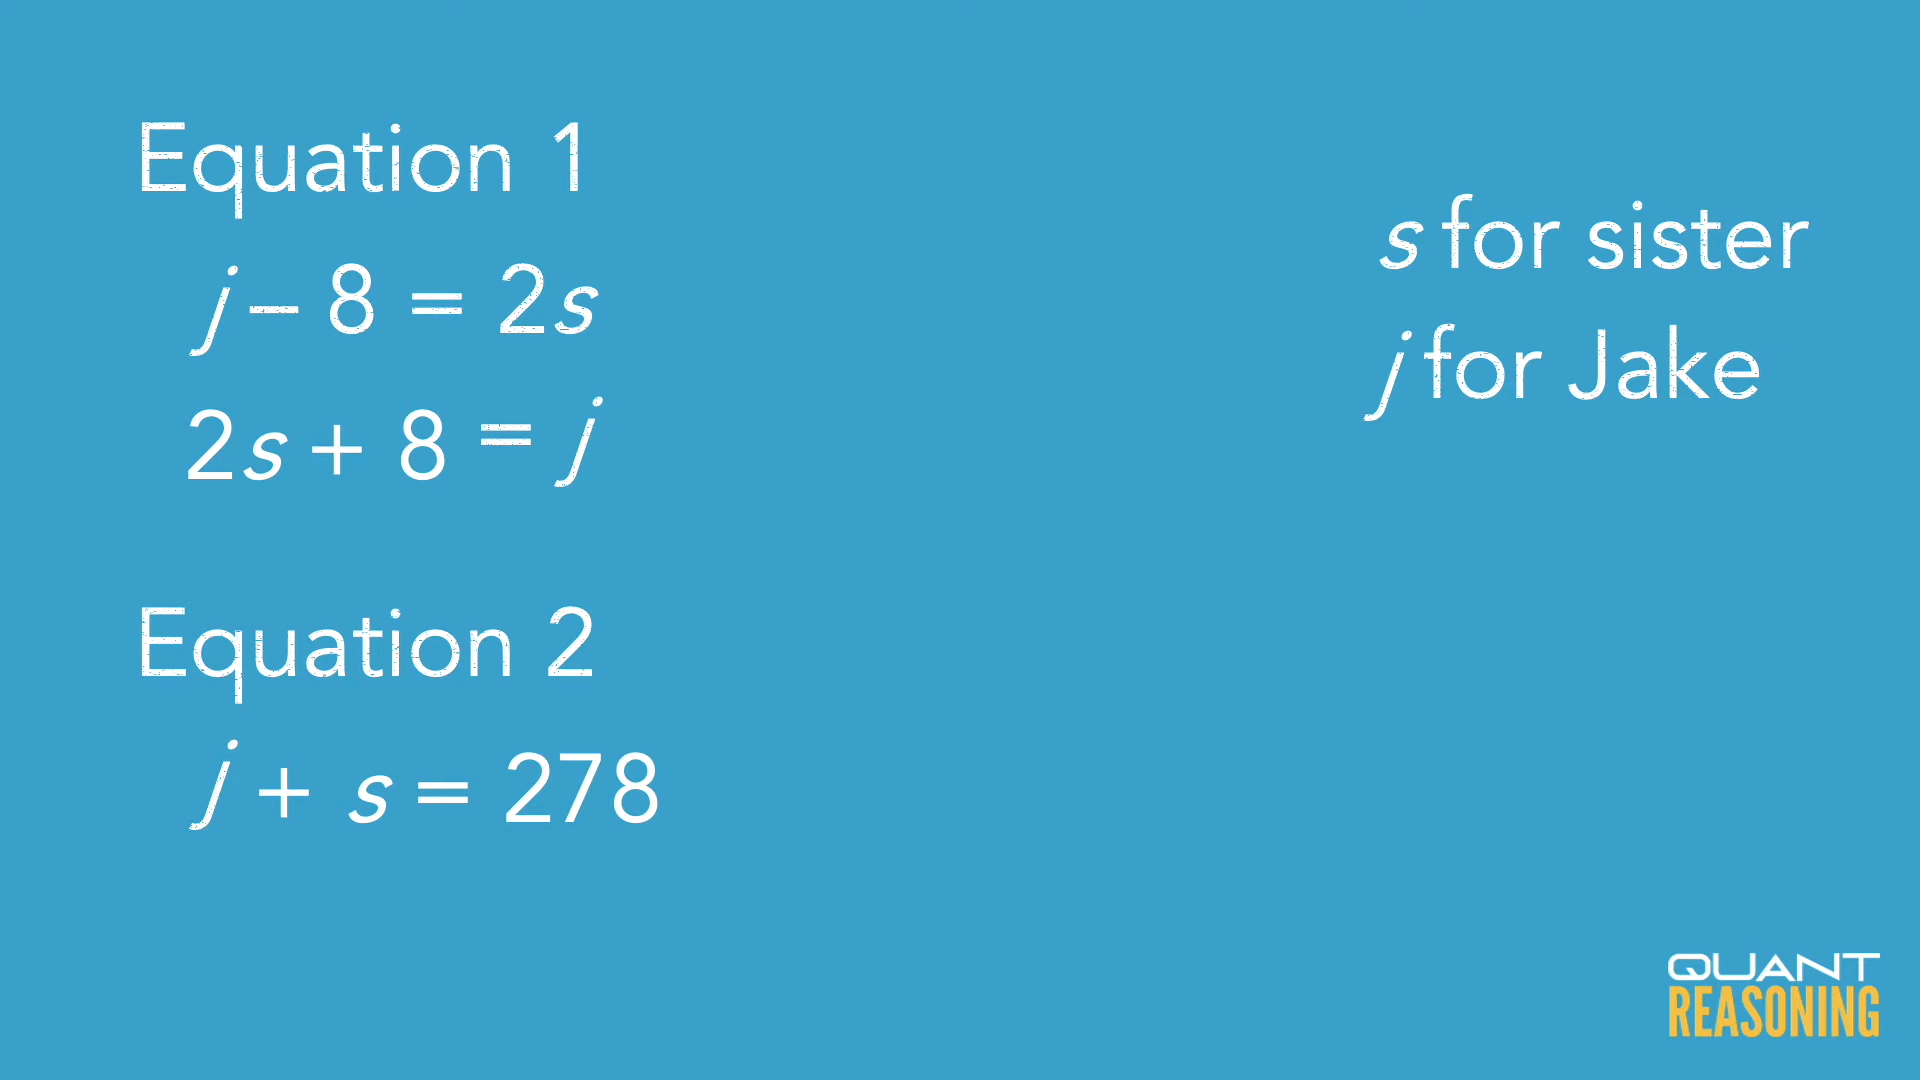 Equation 1
j – 8 = 2s
2s + 8 = j
Equation 2
j + s = 278
s for sister
j for Jake
QUANT
REASONING